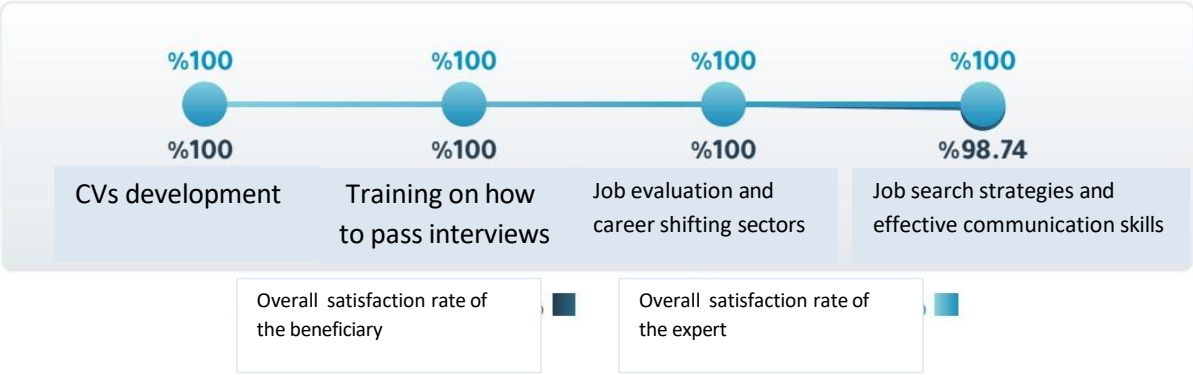 %100 %100 %100 %100
%100 %100 %100 %98.74
CVs development
Training on how
to pass interviews
Job evaluation and
career shifting sectors
Job search strategies and
effective communication skills
Overall satisfaction rate of
the beneficiary
Overall satisfaction rate of
the expert